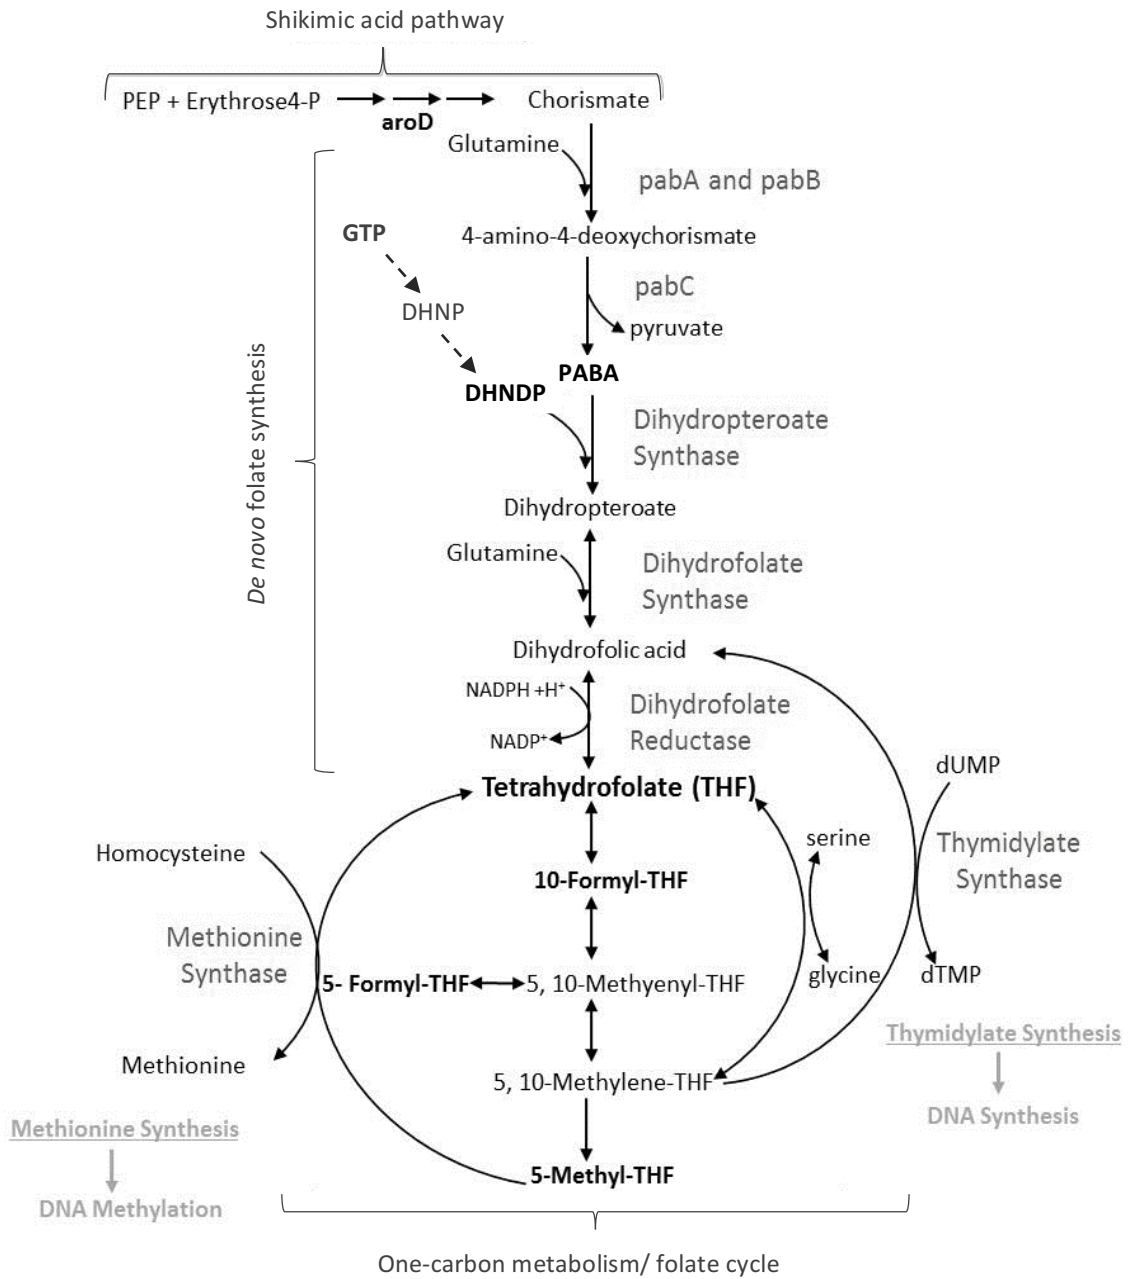 Shikimic acid pathway
PEP + Erythrose4-P
aroD
Chorismate
Glutamine
pabA and pabB
GTP
4-amino-4-deoxychorismate
pabC
DHNP
pyruvate
PABA
DHNDP
Dihydropteroate
Synthase
De novo folate synthesis
Dihydropteroate
Glutamine
Dihydrofolate
Synthase
Dihydrofolic acid
NADPH +H⁺
Dihydrofolate
Reductase
NADP⁺
Tetrahydrofolate (THF)
dUMP
Homocysteine
serine
Thymidylate
Synthase
10-Formyl-THF
Methionine
Synthase
5- Formyl-THF
5, 10-Methyenyl-THF
glycine
dTMP
Thymidylate Synthesis
Methionine
5, 10-Methylene-THF
DNA Synthesis
Methionine Synthesis
5-Methyl-THF
DNA Methylation
One-carbon metabolism/ folate cycle